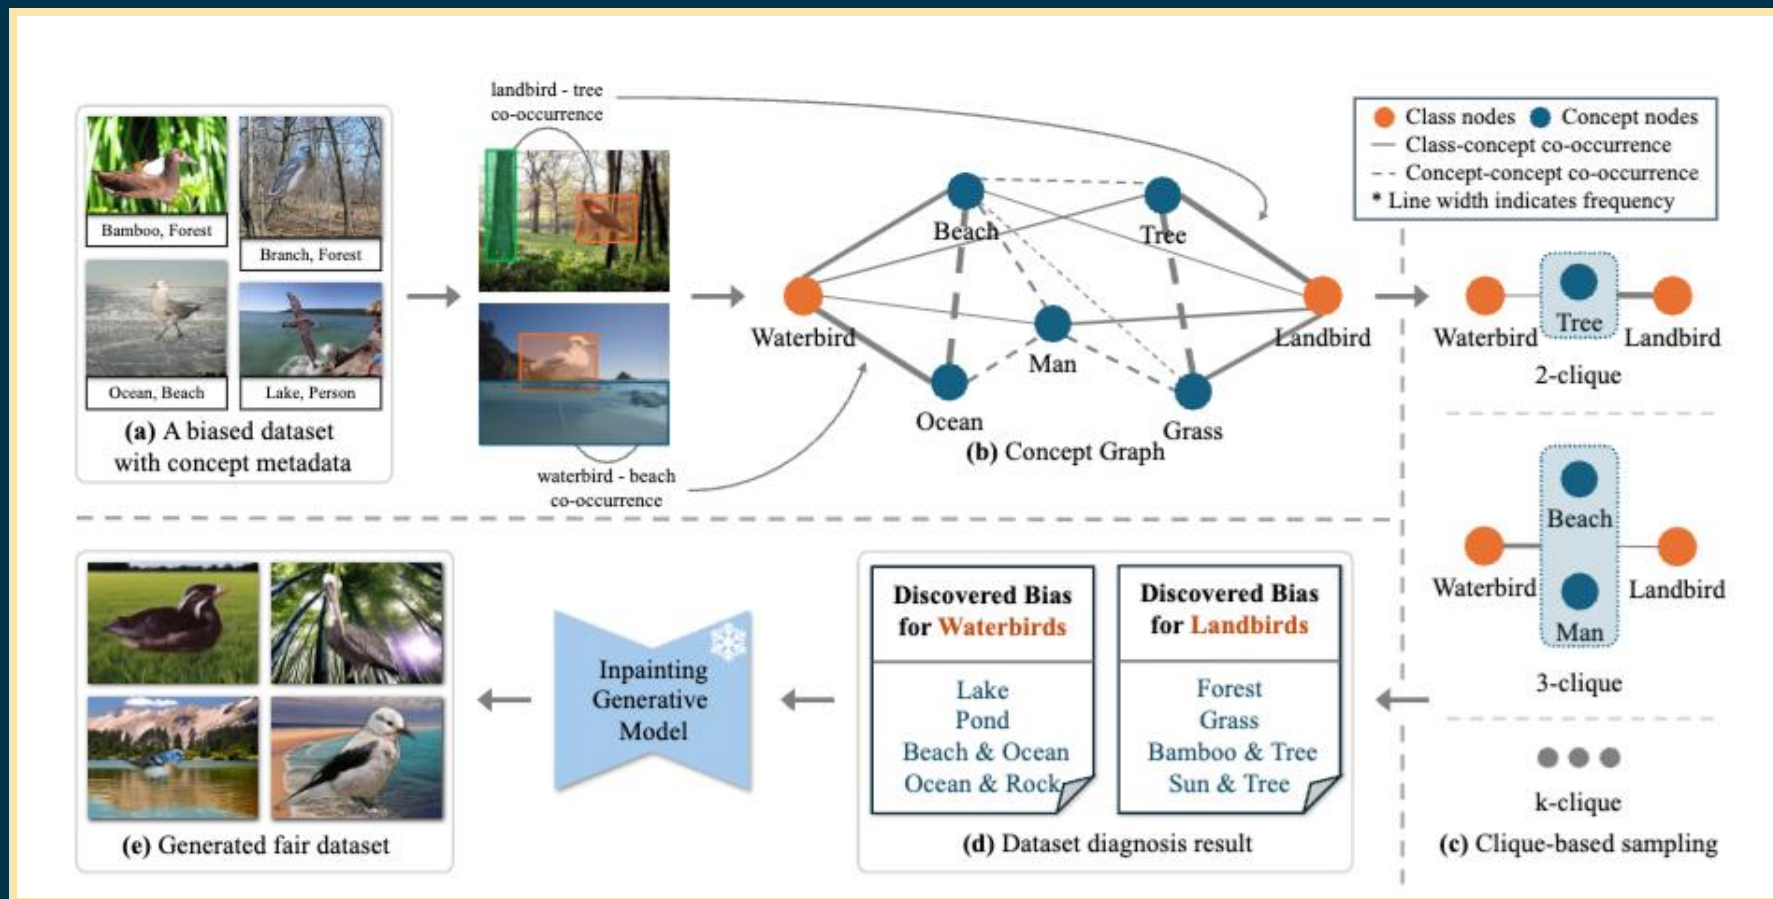 landbird - tree
co-occurrence
Class nodes
Concept nodes
Class-concept co-occurrence
Concept-concept co-occurrence
* Line width indicates frequency
Bamboo, Forest
Branch, Forest
Ocean, Beach
Lake, Person
(a) A biased dataset
with concept metadata
waterbird - beach
co-occurrence
Beach
Tree
Waterbird
Landbird
Man
Ocean
Grass
(b) Concept Graph
Waterbird
Tree
Landbird
2-clique
Beach
Waterbird
Landbird
Man
3-clique
k-clique
(c) Clique-based sampling
Discovered Bias
for Waterbirds
Lake
Pond
Beach & Ocean
Ocean & Rock
Discovered Bias
for Landbirds
Forest
Grass
Bamboo & Tree
Sun & Tree
(d) Dataset diagnosis result
Inpainting
Generative
Model
(e) Generated fair dataset